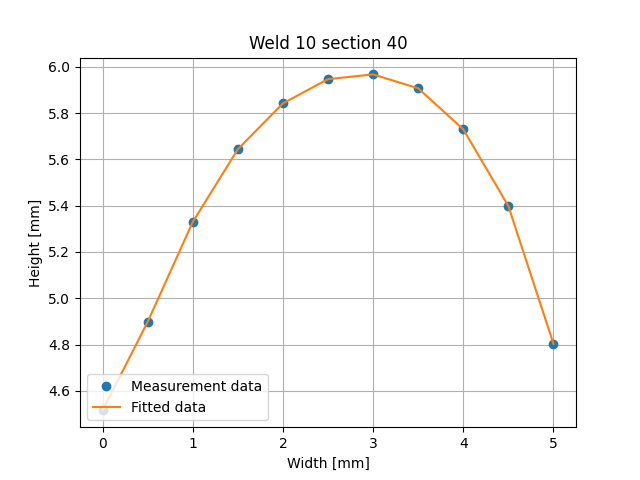 Weld 10 section 40
6.0
5.8
5.6
5.4
5.2
5.0
4.8
4.6
Height [mm]
Measurement data
Fitted data
0 1 2 3 4 5
Width [mm]